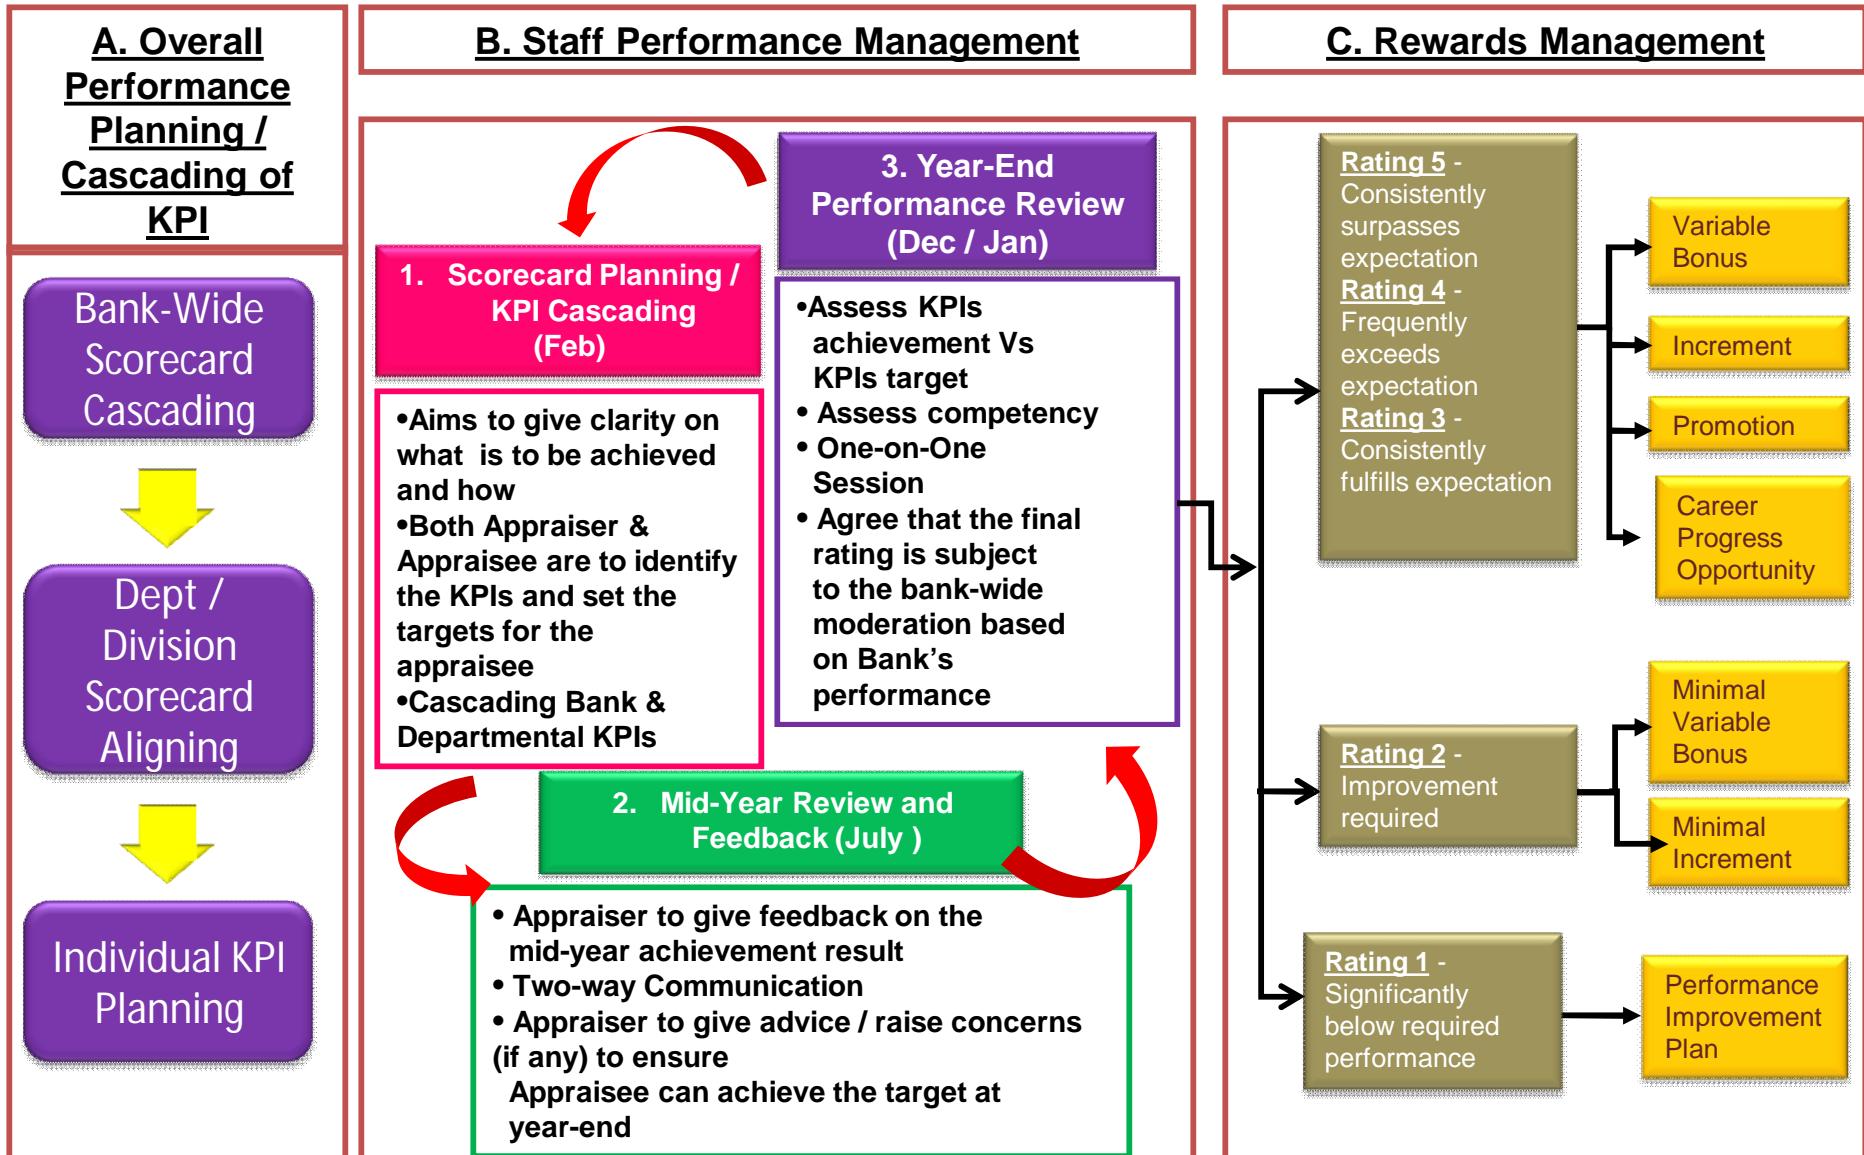 A. Overall
Performance
Planning /
Cascading of
KPI
Bank-Wide
Scorecard
Cascading
Dept /
Division
Scorecard
Aligning
Individual KPI
Planning
B. Staff Performance Management
1. Scorecard Planning /
KPI Cascading
(Feb)
•Aims to give clarity on
what is to be achieved
and how
•Both Appraiser &
Appraisee are to identify
the KPIs and set the
targets for the
appraisee
•Cascading Bank &
Departmental KPIs
2. Mid-Year Review and
Feedback (July )
• Appraiser to give feedback on the
mid-year achievement result
• Two-way Communication
• Appraiser to give advice / raise concerns
(if any) to ensure
Appraisee can achieve the target at
year-end
3. Year-End
Performance Review
(Dec / Jan)
•Assess KPIs
achievement Vs
KPIs target
• Assess competency
• One-on-One
Session
• Agree that the final
rating is subject
to the bank-wide
moderation based
on Bank's
performance
C. Rewards Management
Rating 5 -
Consistently
surpasses
expectation
Rating 4 -
Frequently
exceeds
expectation
Rating 3 -
Consistently
fulfills expectation
Variable
Bonus
Increment
Promotion
Career
Progress
Opportunity
Rating 2 -
Improvement
required
Minimal
Variable
Bonus
Minimal
Increment
Rating 1 -
Significantly
below required
performance
Performance
Improvement
Plan